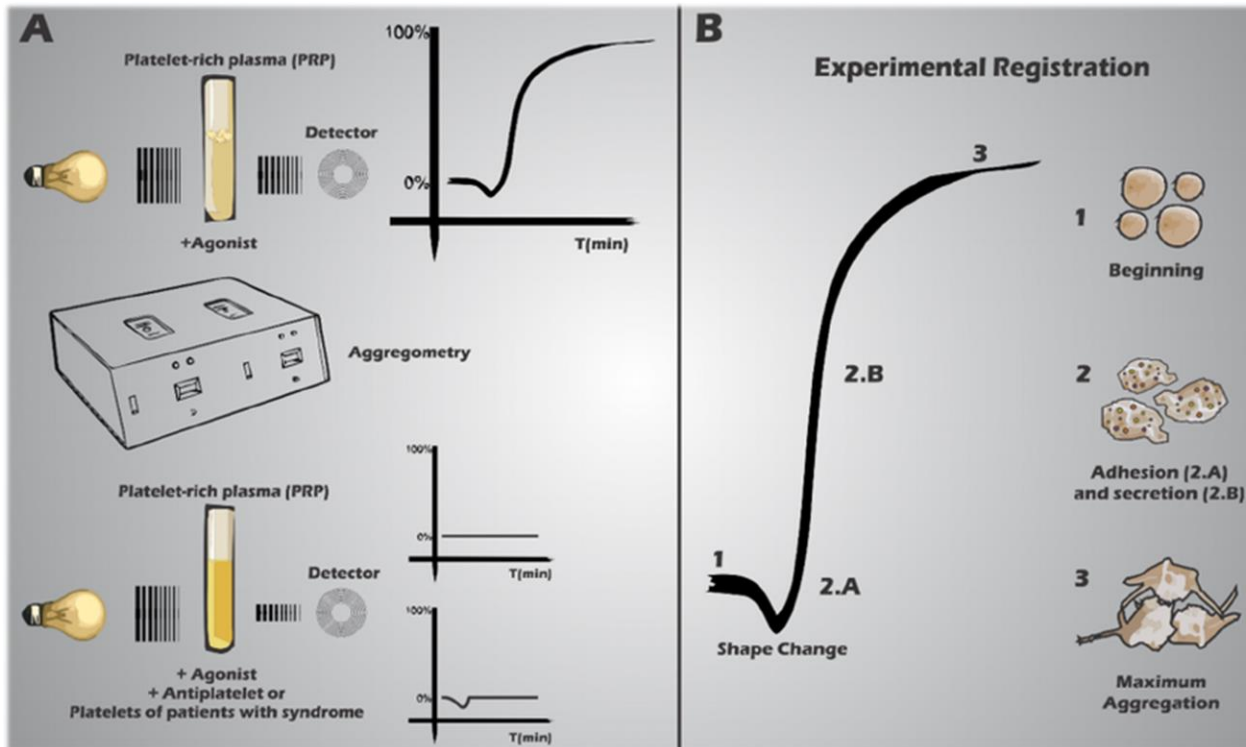 A
Platelet-rich plasma (PRP)
Detector
+Agonist
100%
0%
T(min)
Aggregometry
Platelet-rich plasma (PRP)
Detector
+ Agonist
+ Antiplatelet or
Platelets of patients with syndrome
100%
0%
T(min)
100%
0%
T(min)
B
Experimental Registration
1
Shape Change
2.A
2.B
3
1
Beginning
2
Adhesion (2.A)
and secretion (2.B)
3
Maximum
Aggregation